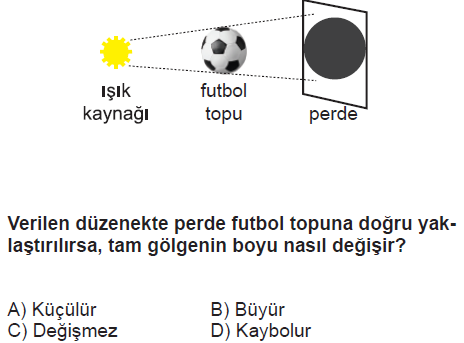 ışık
kaynağı
futbol
topu
perde
Verilen düzenekte perde futbol topuna doğru yak-
laştırılırsa, tam gölgenin boyu nasıl değişir?
A) Küçülür B) Büyür
C) Değişmez D) Kaybolur